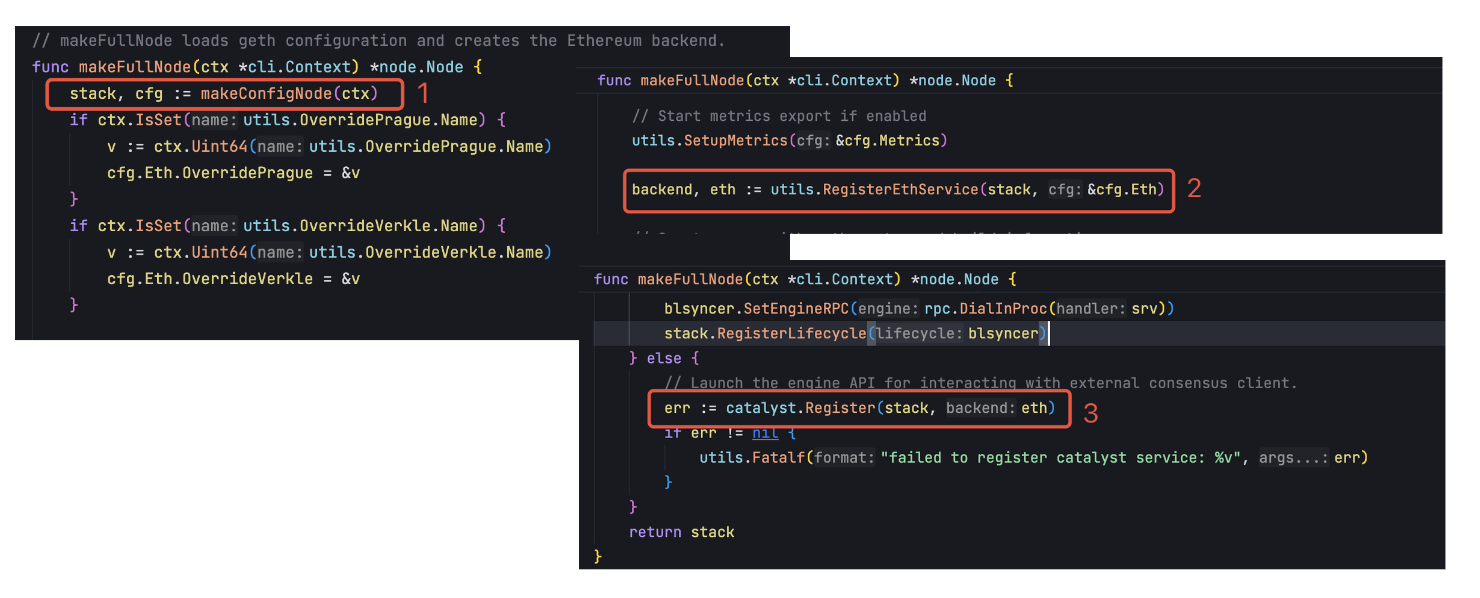 // makeFullNode loads geth configuration and creates the Ethereum backend.
func makeFullNode(ctx *cli.Context) *node.Node {
stack, cfg := makeConfigNode(ctx)
1
if ctx.IsSet(name: utils.OverridePrague.Name) {
v := ctx.Uint64(name: utils.OverridePrague.Name)
cfg.Eth.OverridePrague = &v
}
if ctx.IsSet(name: utils.OverrideVerkle.Name) {
v := ctx.Uint64(name: utils.OverrideVerkle.Name)
cfg.Eth.OverrideVerkle = &v
}
func makeFullNode(ctx *cli.Context) *node.Node {
// Start metrics export if enabled
utils.SetupMetrics(cfg: &cfg.Metrics)
backend, eth := utils.RegisterEthService(stack, cfg: &cfg.Eth)
2
func makeFullNode(ctx *cli.Context) *node.Node {
blsyncer.SetEngineRPC(engine: rpc.DialInProc(handler: srv))
stack.RegisterLifecycle(lifecycle: blsyncer)
} else {
// Launch the engine API for interacting with external consensus client.
err := catalyst.Register(stack, backend: eth)
3
if err != nil {
utils.Fatalf(format: "failed to register catalyst service: %v", args...: err)
}
}
return stack
}